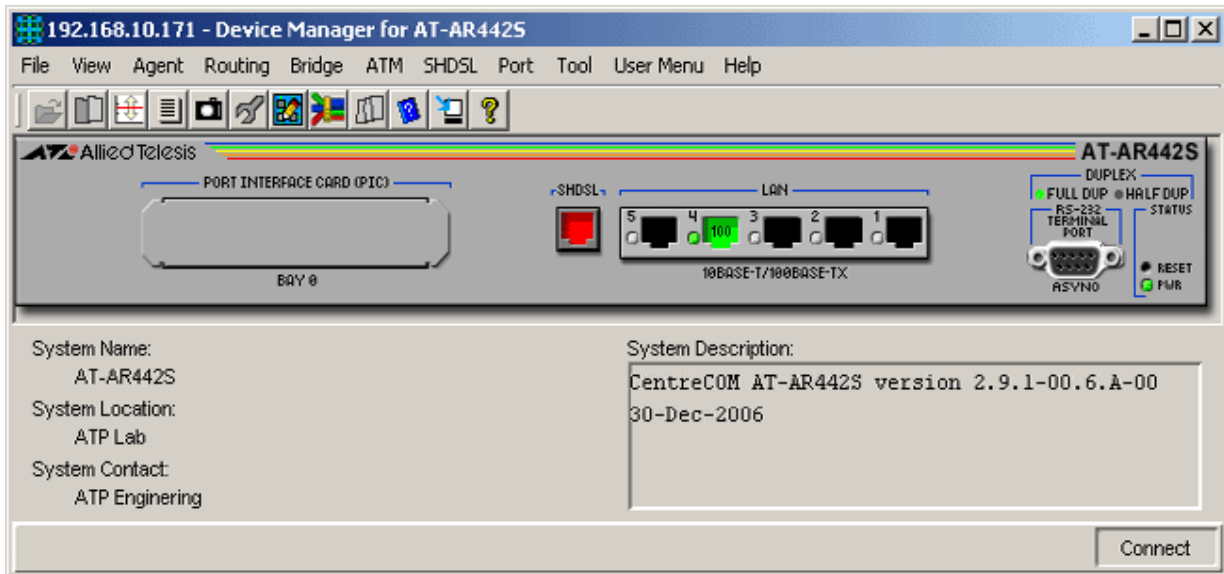 192.168.10.171 - Device Manager for AT-AR442S
File View Agent Routing Bridge ATM SHDSL Port Tool User Menu Help
Allied Telesis
AT-AR442S
PORT INTERFACE CARD (PIC)
BAY 0
SHDSL
LAN
5 4 3 2 1
100
10BASE-T/100BASE-TX
DUPLEX
FULL DUP HALF DUP
RS-232 TERMINAL PORT
STATUS
RESET
PWR
ASYN0
System Name:
AT-AR442S
System Location:
ATP Lab
System Contact:
ATP Enginering
System Description:
CentreCOM AT-AR442S version 2.9.1-00.6.A-00
30-Dec-2006
Connect